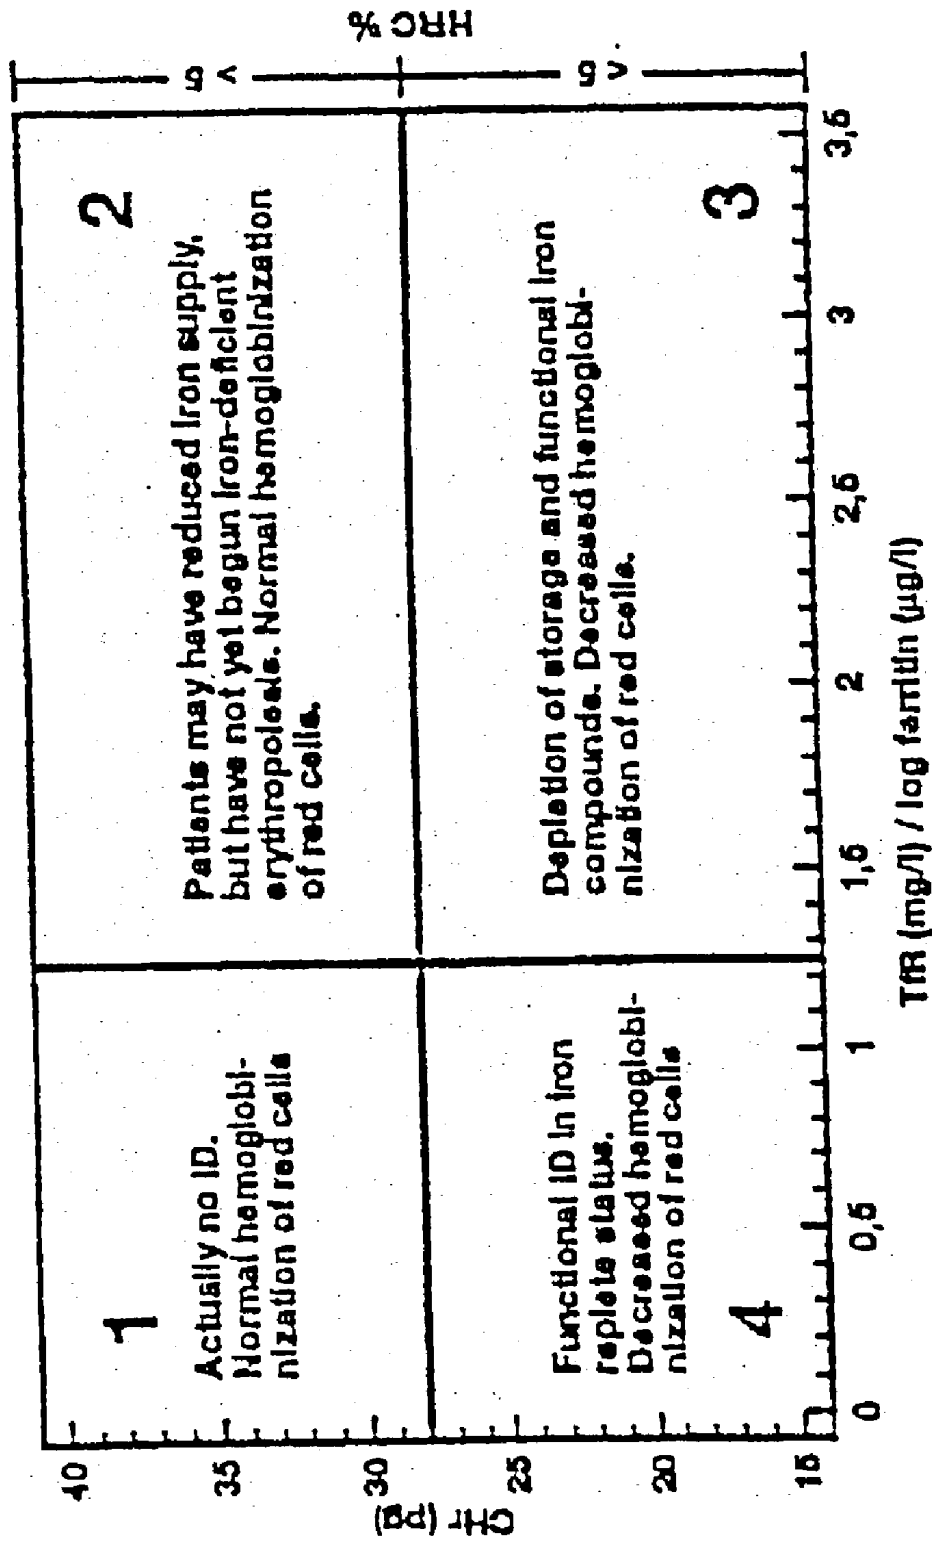 1
Actually no ID.
Normal hemoglobi-
nization of red cells
2
Patients may have reduced iron supply,
but have not yet begun iron-deficient
erythropoiesis. Normal hemoglobinization
of red cells.
Functional ID in iron
replete status.
Decreased hemoglobi-
nization of red cells
4
Depletion of storage and functional iron
compounds. Decreased hemoglobi-
nization of red cells.
3
CHr (pg)
40
35
30
25
20
15
0
0,5
1
1,5
2
2,5
3
3,5
TfR (mg/l) / log ferritin (µg/l)
HRC %
< 5
> 5